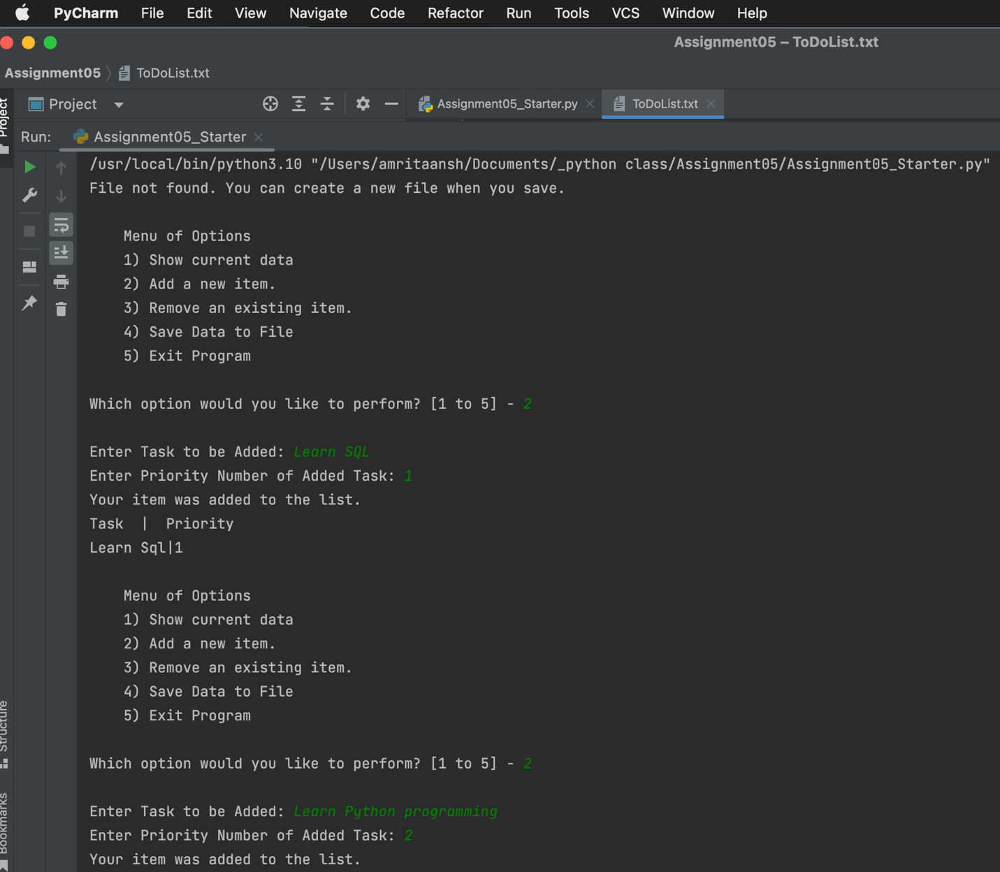 PyCharm File Edit View Navigate Code Refactor Run Tools VCS Window Help
Assignment05 – ToDoList.txt
Assignment05 〉 ToDoList.txt
Project
Project
Assignment05_Starter.py
ToDoList.txt
Run: Assignment05_Starter
/usr/local/bin/python3.10 "/Users/amritaansh/Documents/_python class/Assignment05/Assignment05_Starter.py"
File not found. You can create a new file when you save.
Menu of Options
1) Show current data
2) Add a new item.
3) Remove an existing item.
4) Save Data to File
5) Exit Program
Which option would you like to perform? [1 to 5] - 2
Enter Task to be Added: Learn SQL
Enter Priority Number of Added Task: 1
Your item was added to the list.
Task  |  Priority
Learn Sql|1
Menu of Options
1) Show current data
2) Add a new item.
3) Remove an existing item.
4) Save Data to File
5) Exit Program
Which option would you like to perform? [1 to 5] - 2
Enter Task to be Added: Learn Python programming
Enter Priority Number of Added Task: 2
Your item was added to the list.
Structure
Bookmarks